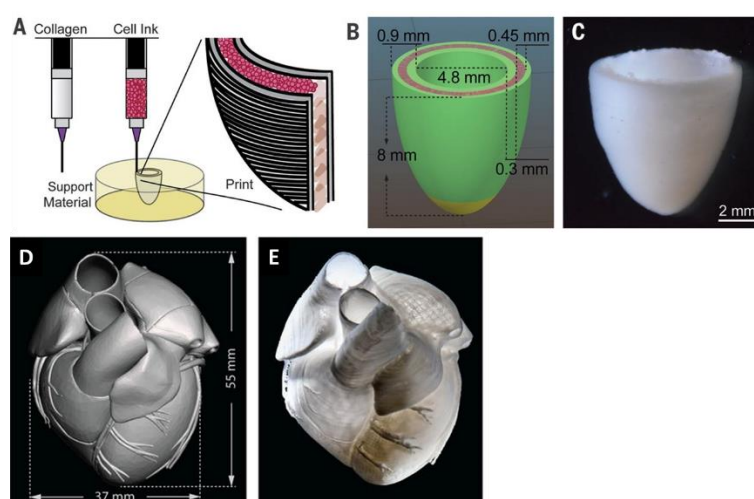 A
Collagen
Cell Ink
Support
Material
Print
B
0.9 mm
0.45 mm
4.8 mm
8 mm
0.3 mm
C
2 mm
D
55 mm
37 mm
E